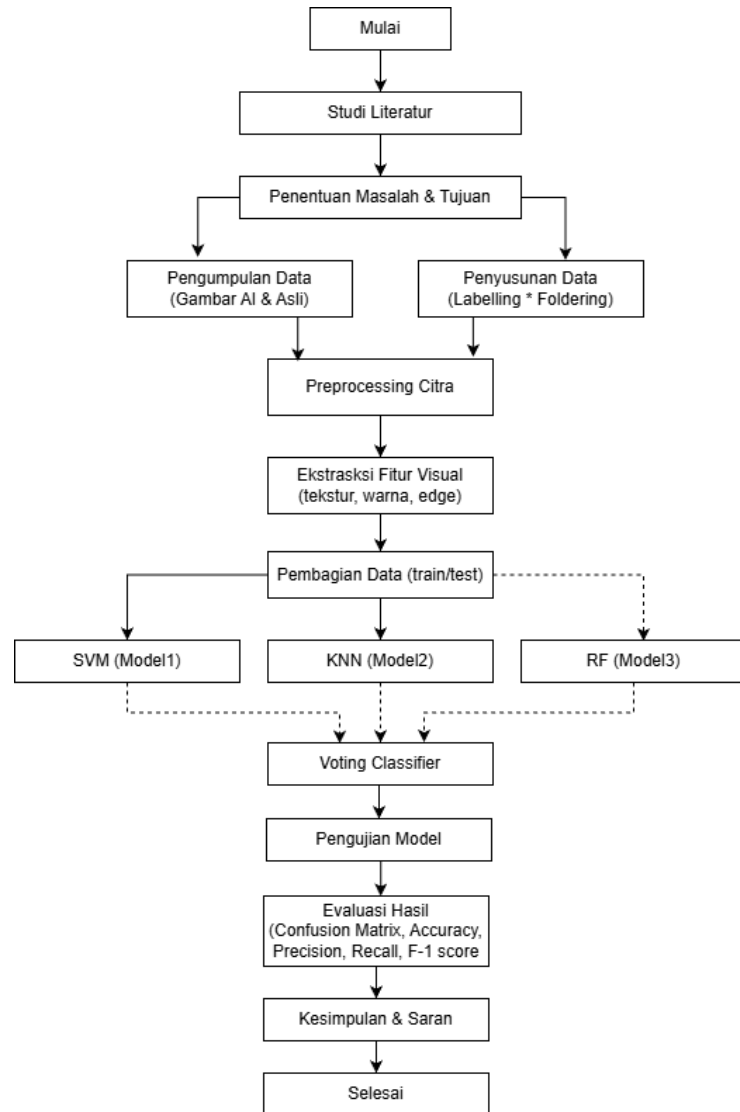 Mulai
Studi Literatur
Penentuan Masalah & Tujuan
Pengumpulan Data
(Gambar AI & Asli)
Penyusunan Data
(Labelling * Foldering)
Preprocessing Citra
Ekstrasksi Fitur Visual
(tekstur, warna, edge)
Pembagian Data (train/test)
SVM (Model1)
KNN (Model2)
RF (Model3)
Voting Classifier
Pengujian Model
Evaluasi Hasil
(Confusion Matrix, Accuracy,
Precision, Recall, F-1 score
Kesimpulan & Saran
Selesai